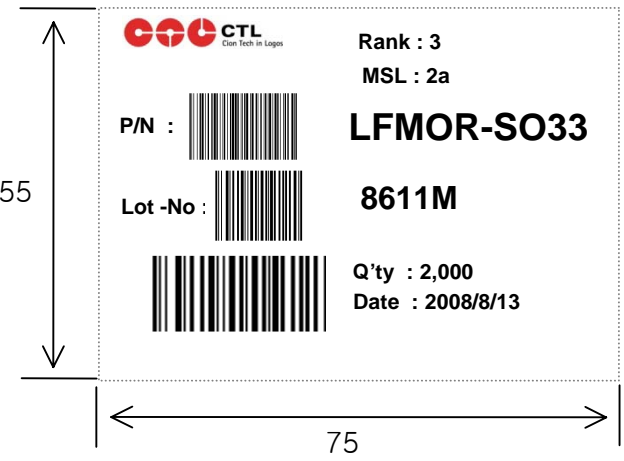 CTL
Cion Tech in Logos
Rank : 3
MSL : 2a
P/N :
LFMOR-SO33
Lot -No :
8611M
Q’ty : 2,000
Date : 2008/8/13
55
75